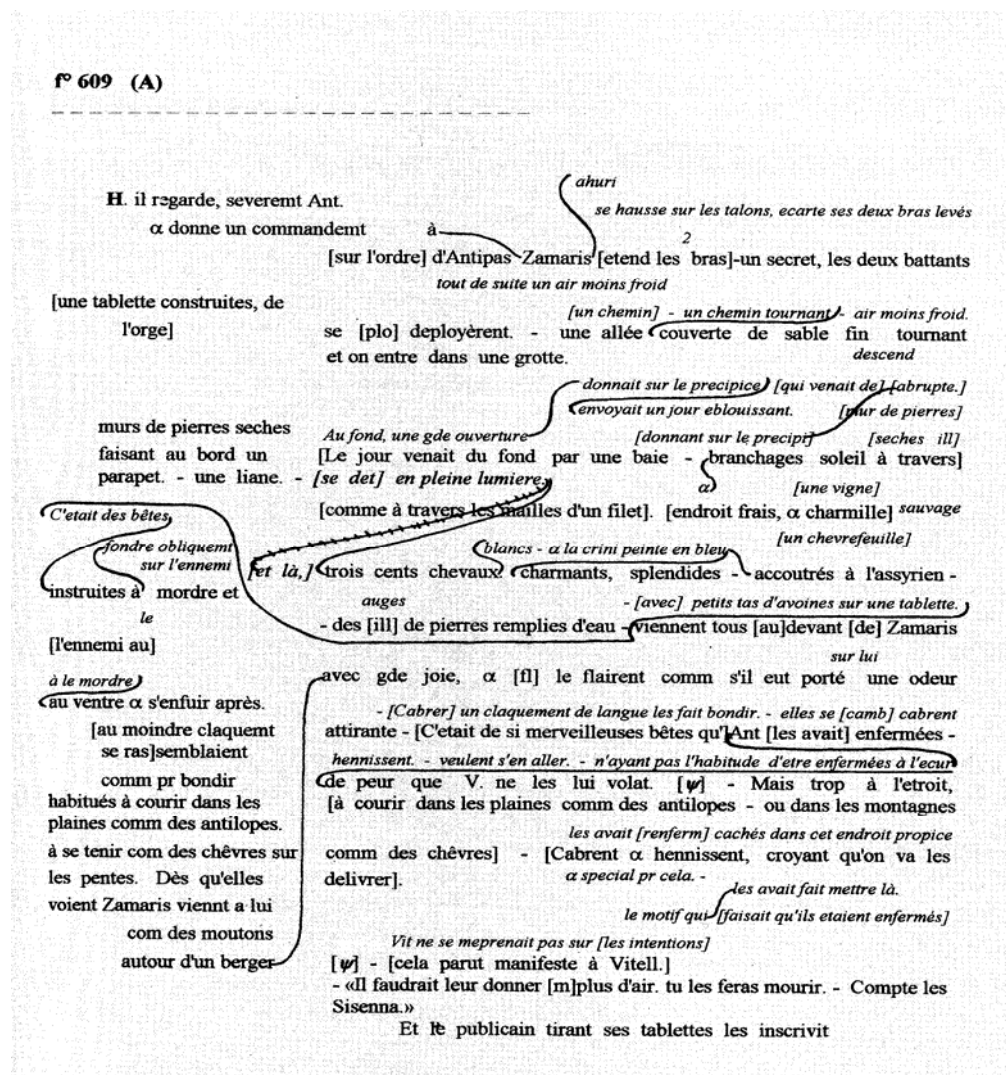 fº 609 (A)
ahuri
H. il regarde, severemt Ant.
se hausse sur les talons, ecarte ses deux bras levés
α donne un commandemt à
2
[sur l'ordre] d'Antipas Zamaris [etend les bras]-un secret, les deux battants
tout de suite un air moins froid
[une tablette construites, de
[un chemin] - un chemin tournant - air moins froid.
l'orge]
se [plo] deployèrent. - une allée couverte de sable fin tournant
et on entre dans une grotte.
descend
donnait sur le precipice [qui venait de] [abrupte.]
envoyait un jour eblouissant. [mur de pierres]
murs de pierres seches
Au fond, une gde ouverture [donnant sur le precipi] [seches ill]
faisant au bord un
[Le jour venait du fond par une baie - branchages soleil à travers]
parapet. - une liane. - [se det] en pleine lumiere.
α [une vigne]
C'etait des bêtes
[comme à travers les mailles d'un filet]. [endroit frais, α charmille] sauvage
[un chevrefeuille]
fondre obliquemt
blancs - α la crini peinte en bleu
sur l'ennemi
[et là,] trois cents chevaux? charmants, splendides - accoutrés à l'assyrien -
instruites à mordre et
auges - [avec] petits tas d'avoines sur une tablette.
le
- des [ill] de pierres remplies d'eau - viennent tous [au]devant [de] Zamaris
[l'ennemi au]
sur lui
à le mordre
avec gde joie, α [fl] le flairent comm s'il eut porté une odeur
au ventre α s'enfuir après.
- [Cabrer] un claquement de langue les fait bondir. - elles se [camb] cabrent
[au moindre claquemt
attirante - [C'etait de si merveilleuses bêtes qu']Ant [les avait] enfermées -
se ras]semblaient
hennissent. - veulent s'en aller. - n'ayant pas l'habitude d'etre enfermées à l'ecur
comm pr bondir
de peur que V. ne les lui volat. [ψ] - Mais trop à l'etroit,
habitués à courir dans les
[à courir dans les plaines comm des antilopes - ou dans les montagnes
plaines comm des antilopes.
les avait [renferm] cachés dans cet endroit propice
à se tenir com des chêvres sur
comm des chêvres] - [Cabrent α hennissent, croyant qu'on va les
les pentes. Dès qu'elles
delivrer].
α special pr cela. -
les avait fait mettre là.
voient Zamaris viennt a lui
le motif qui [faisait qu'ils etaient enfermés]
com des moutons
Vit ne se meprenait pas sur [les intentions]
autour d'un berger
[ψ] - [cela parut manifeste à Vitell.]
- «Il faudrait leur donner [m]plus d'air. tu les feras mourir. - Compte les
Sisenna.»
Et le publicain tirant ses tablettes les inscrivit